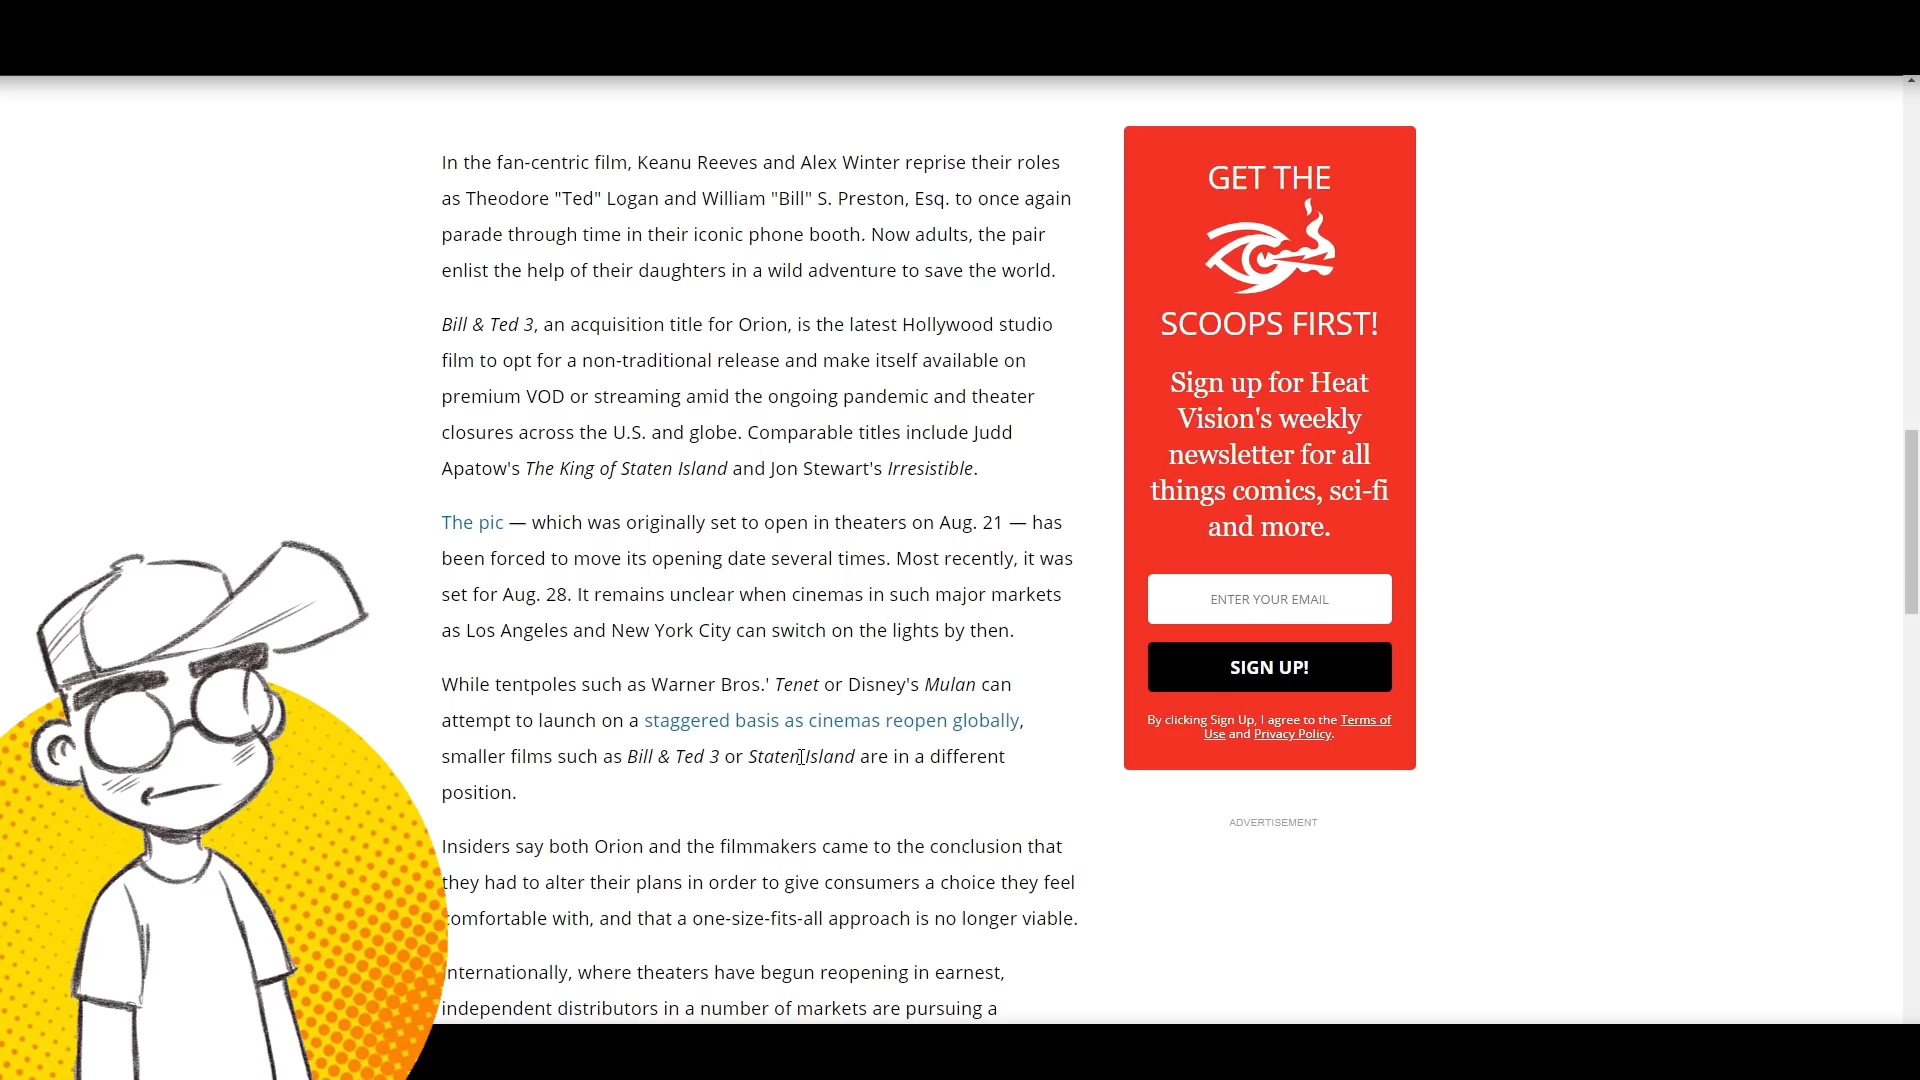 In the fan-centric film, Keanu Reeves and Alex Winter reprise their roles
as Theodore "Ted" Logan and William "Bill" S. Preston, Esq. to once again
parade through time in their iconic phone booth. Now adults, the pair
enlist the help of their daughters in a wild adventure to save the world.
Bill & Ted 3, an acquisition title for Orion, is the latest Hollywood studio
film to opt for a non-traditional release and make itself available on
premium VOD or streaming amid the ongoing pandemic and theater
closures across the U.S. and globe. Comparable titles include Judd
Apatow's The King of Staten Island and Jon Stewart's Irresistible.
The pic — which was originally set to open in theaters on Aug. 21 — has
been forced to move its opening date several times. Most recently, it was
set for Aug. 28. It remains unclear when cinemas in such major markets
as Los Angeles and New York City can switch on the lights by then.
While tentpoles such as Warner Bros.' Tenet or Disney's Mulan can
attempt to launch on a staggered basis as cinemas reopen globally,
smaller films such as Bill & Ted 3 or Staten Island are in a different
position.
Insiders say both Orion and the filmmakers came to the conclusion that
they had to alter their plans in order to give consumers a choice they feel
comfortable with, and that a one-size-fits-all approach is no longer viable.
Internationally, where theaters have begun reopening in earnest,
independent distributors in a number of markets are pursuing a
GET THE
SCOOPS FIRST!
Sign up for Heat
Vision's weekly
newsletter for all
things comics, sci-fi
and more.
ENTER YOUR EMAIL
SIGN UP!
By clicking Sign Up, I agree to the Terms of
Use and Privacy Policy.
ADVERTISEMENT